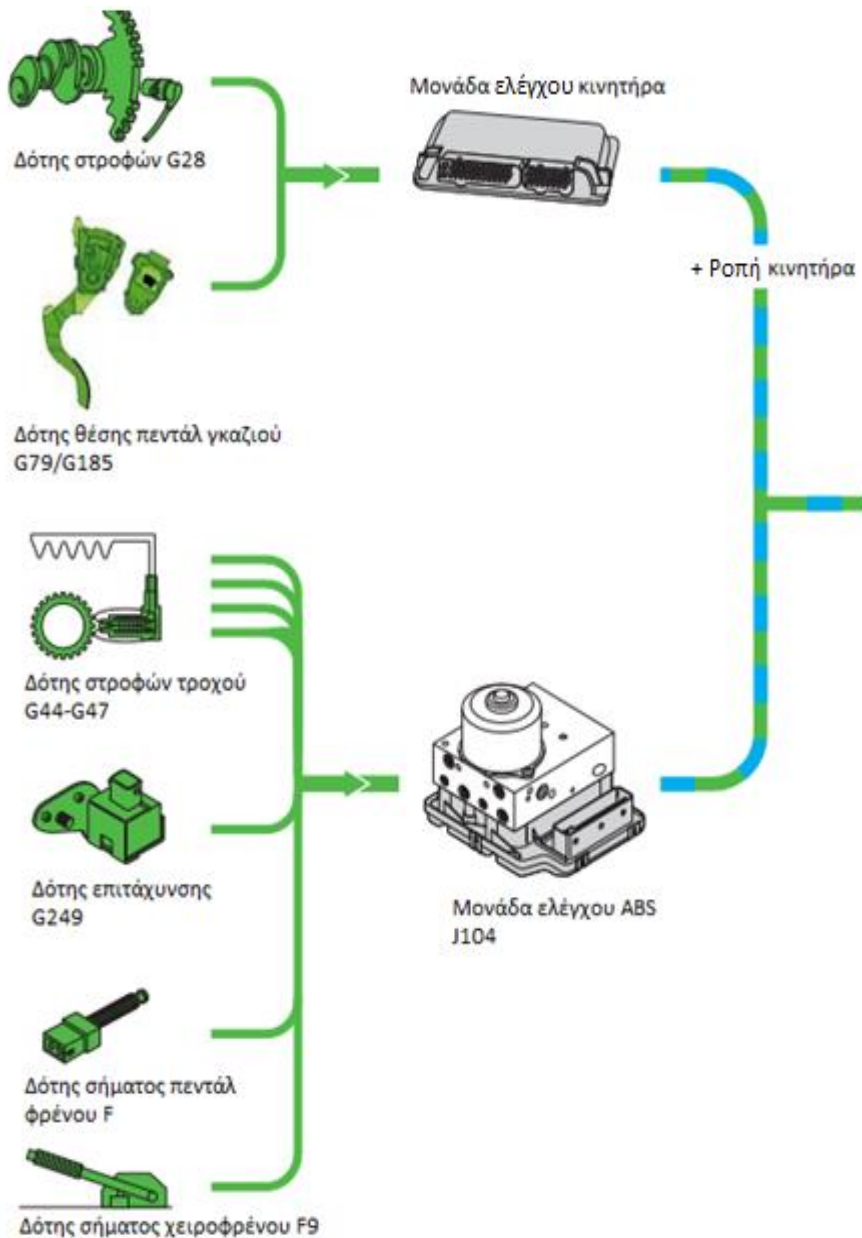 Μονάδα ελέγχου κινητήρα
Δότης στροφών G28
+ Ροπή κινητήρα
Δότης θέσης πεντάλ γκαζιού
G79/G185
Δότης στροφών τροχού
G44-G47
Δότης επιτάχυνσης
G249
Μονάδα ελέγχου ABS
J104
Δότης σήματος πεντάλ
φρένου F
Δότης σήματος χειροφρένου F9